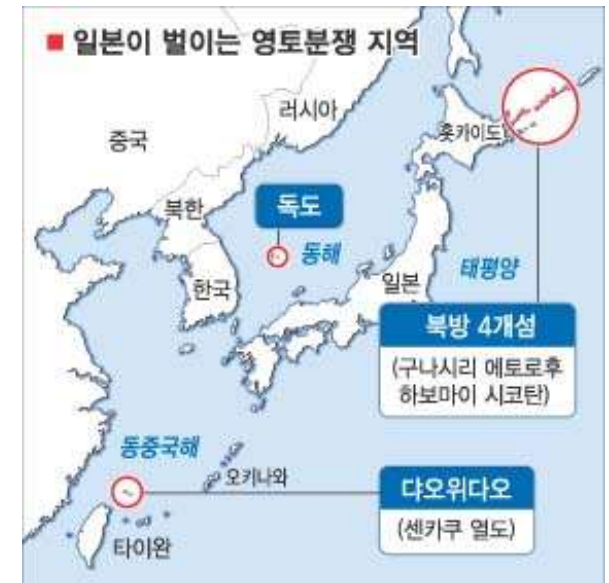 ■ 일본이 벌이는 영토분쟁 지역
러시아
중국
홋카이도
북한
독도
동해
태평양
한국
일본
북방 4개섬
(구나시리 에토로후
하보마이 시코탄)
동중국해
오키나와
댜오위다오
(센카쿠 열도)
타이완